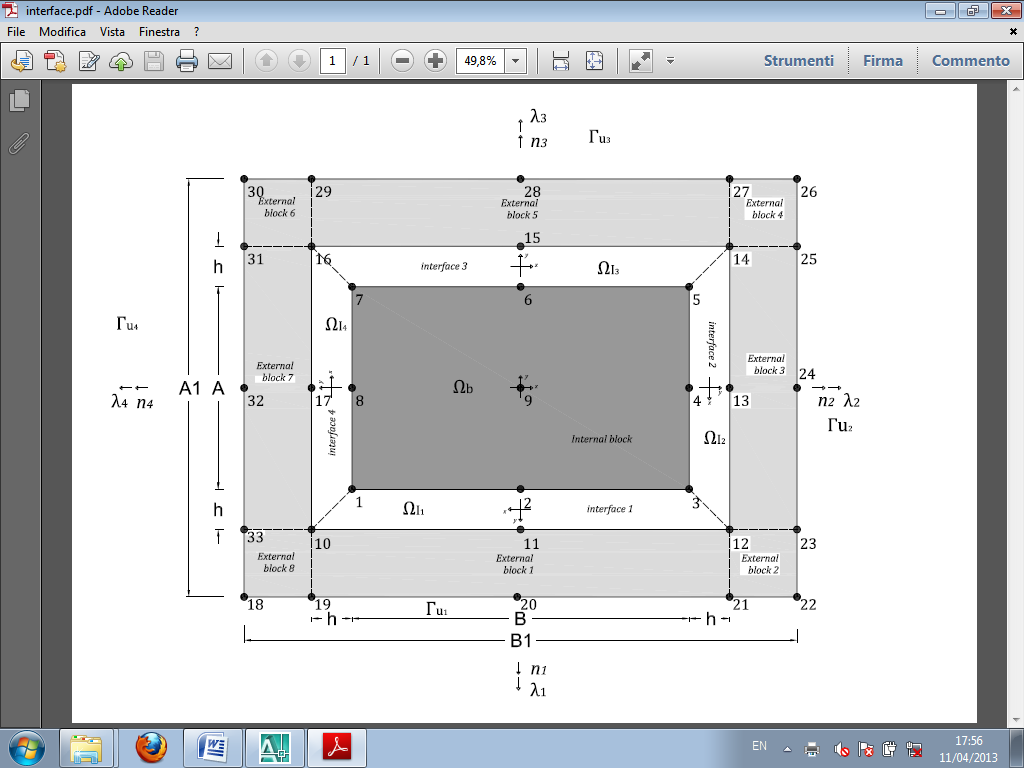 interface.pdf - Adobe Reader
File Modifica Vista Finestra ?
1 / 1 49,8% Strumenti Firma Commento
λ3
n3 Γu3
30 29 28 27 26
External block 6
External block 5
External block 4
15
31 16 14 25
h interface 3 y x ΩI3
7 6 5
Γu4 ΩI4 interface 2
External block 7
External block 3
A1 A Ωb y x 24
λ4 n4 32 17 8 9 4 13 n2 λ2
y x x y Γu2
interface 4 Internal block ΩI2
1 2 3
h ΩI1 x y interface 1
33 10 11 12 23
External block 8
External block 1
External block 2
18 19 Γu1 20 21 22
h B h
B1
n1
λ1
EN 17:56
11/04/2013